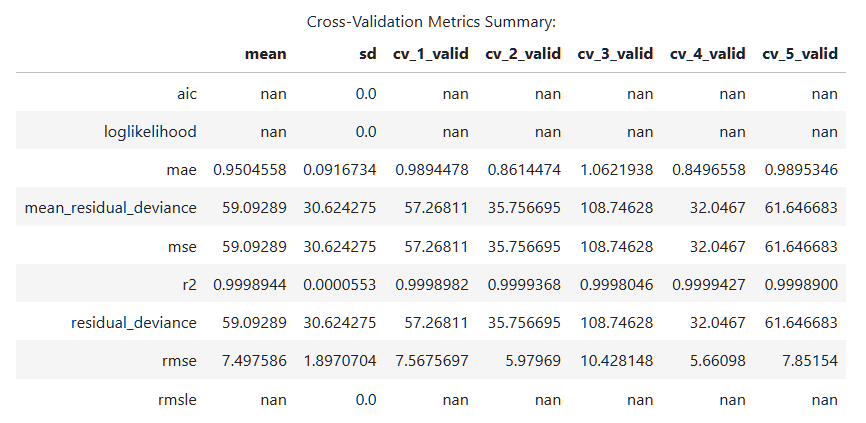 Cross-Validation Metrics Summary:
mean sd cv_1_valid cv_2_valid cv_3_valid cv_4_valid cv_5_valid
aic nan 0.0 nan nan nan nan nan
loglikelihood nan 0.0 nan nan nan nan nan
mae 0.9504558 0.0916734 0.9894478 0.8614474 1.0621938 0.8496558 0.9895346
mean_residual_deviance 59.09289 30.624275 57.26811 35.756695 108.74628 32.0467 61.646683
mse 59.09289 30.624275 57.26811 35.756695 108.74628 32.0467 61.646683
r2 0.9998944 0.0000553 0.9998982 0.9999368 0.9998046 0.9999427 0.9998900
residual_deviance 59.09289 30.624275 57.26811 35.756695 108.74628 32.0467 61.646683
rmse 7.497586 1.8970704 7.5675697 5.97969 10.428148 5.66098 7.85154
rmsle nan 0.0 nan nan nan nan nan